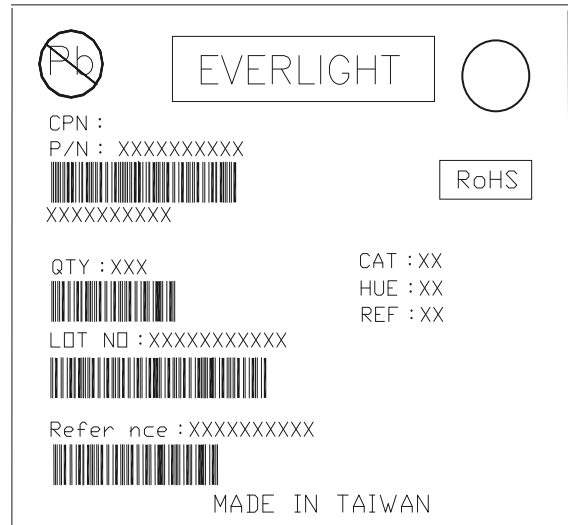 Pb
EVERLIGHT
CPN :
P/N : XXXXXXXXXX
RoHS
XXXXXXXXXX
QTY : XXX
CAT : XX
HUE : XX
REF : XX
LOT NO : XXXXXXXXXXX
Refer nce : XXXXXXXXXX
MADE IN TAIWAN